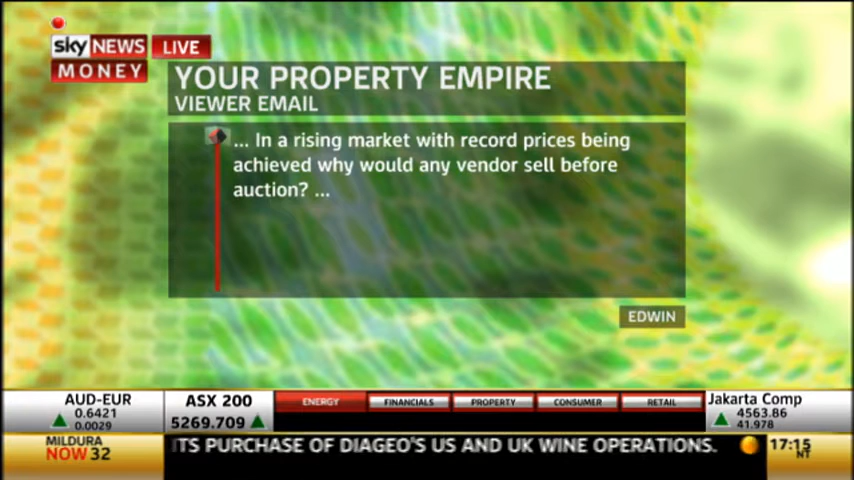 sky NEWS
MONEY
LIVE
YOUR PROPERTY EMPIRE
VIEWER EMAIL
... In a rising market with record prices being
achieved why would any vendor sell before
auction? ...
EDWIN
AUD-EUR
0.6421
0.0029
ASX 200
5269.709
ENERGY
FINANCIALS
PROPERTY
CONSUMER
RETAIL
Jakarta Comp
4563.86
41.978
MILDURA
NOW 32
ITS PURCHASE OF DIAGEO'S US AND UK WINE OPERATIONS.
17:15
NT